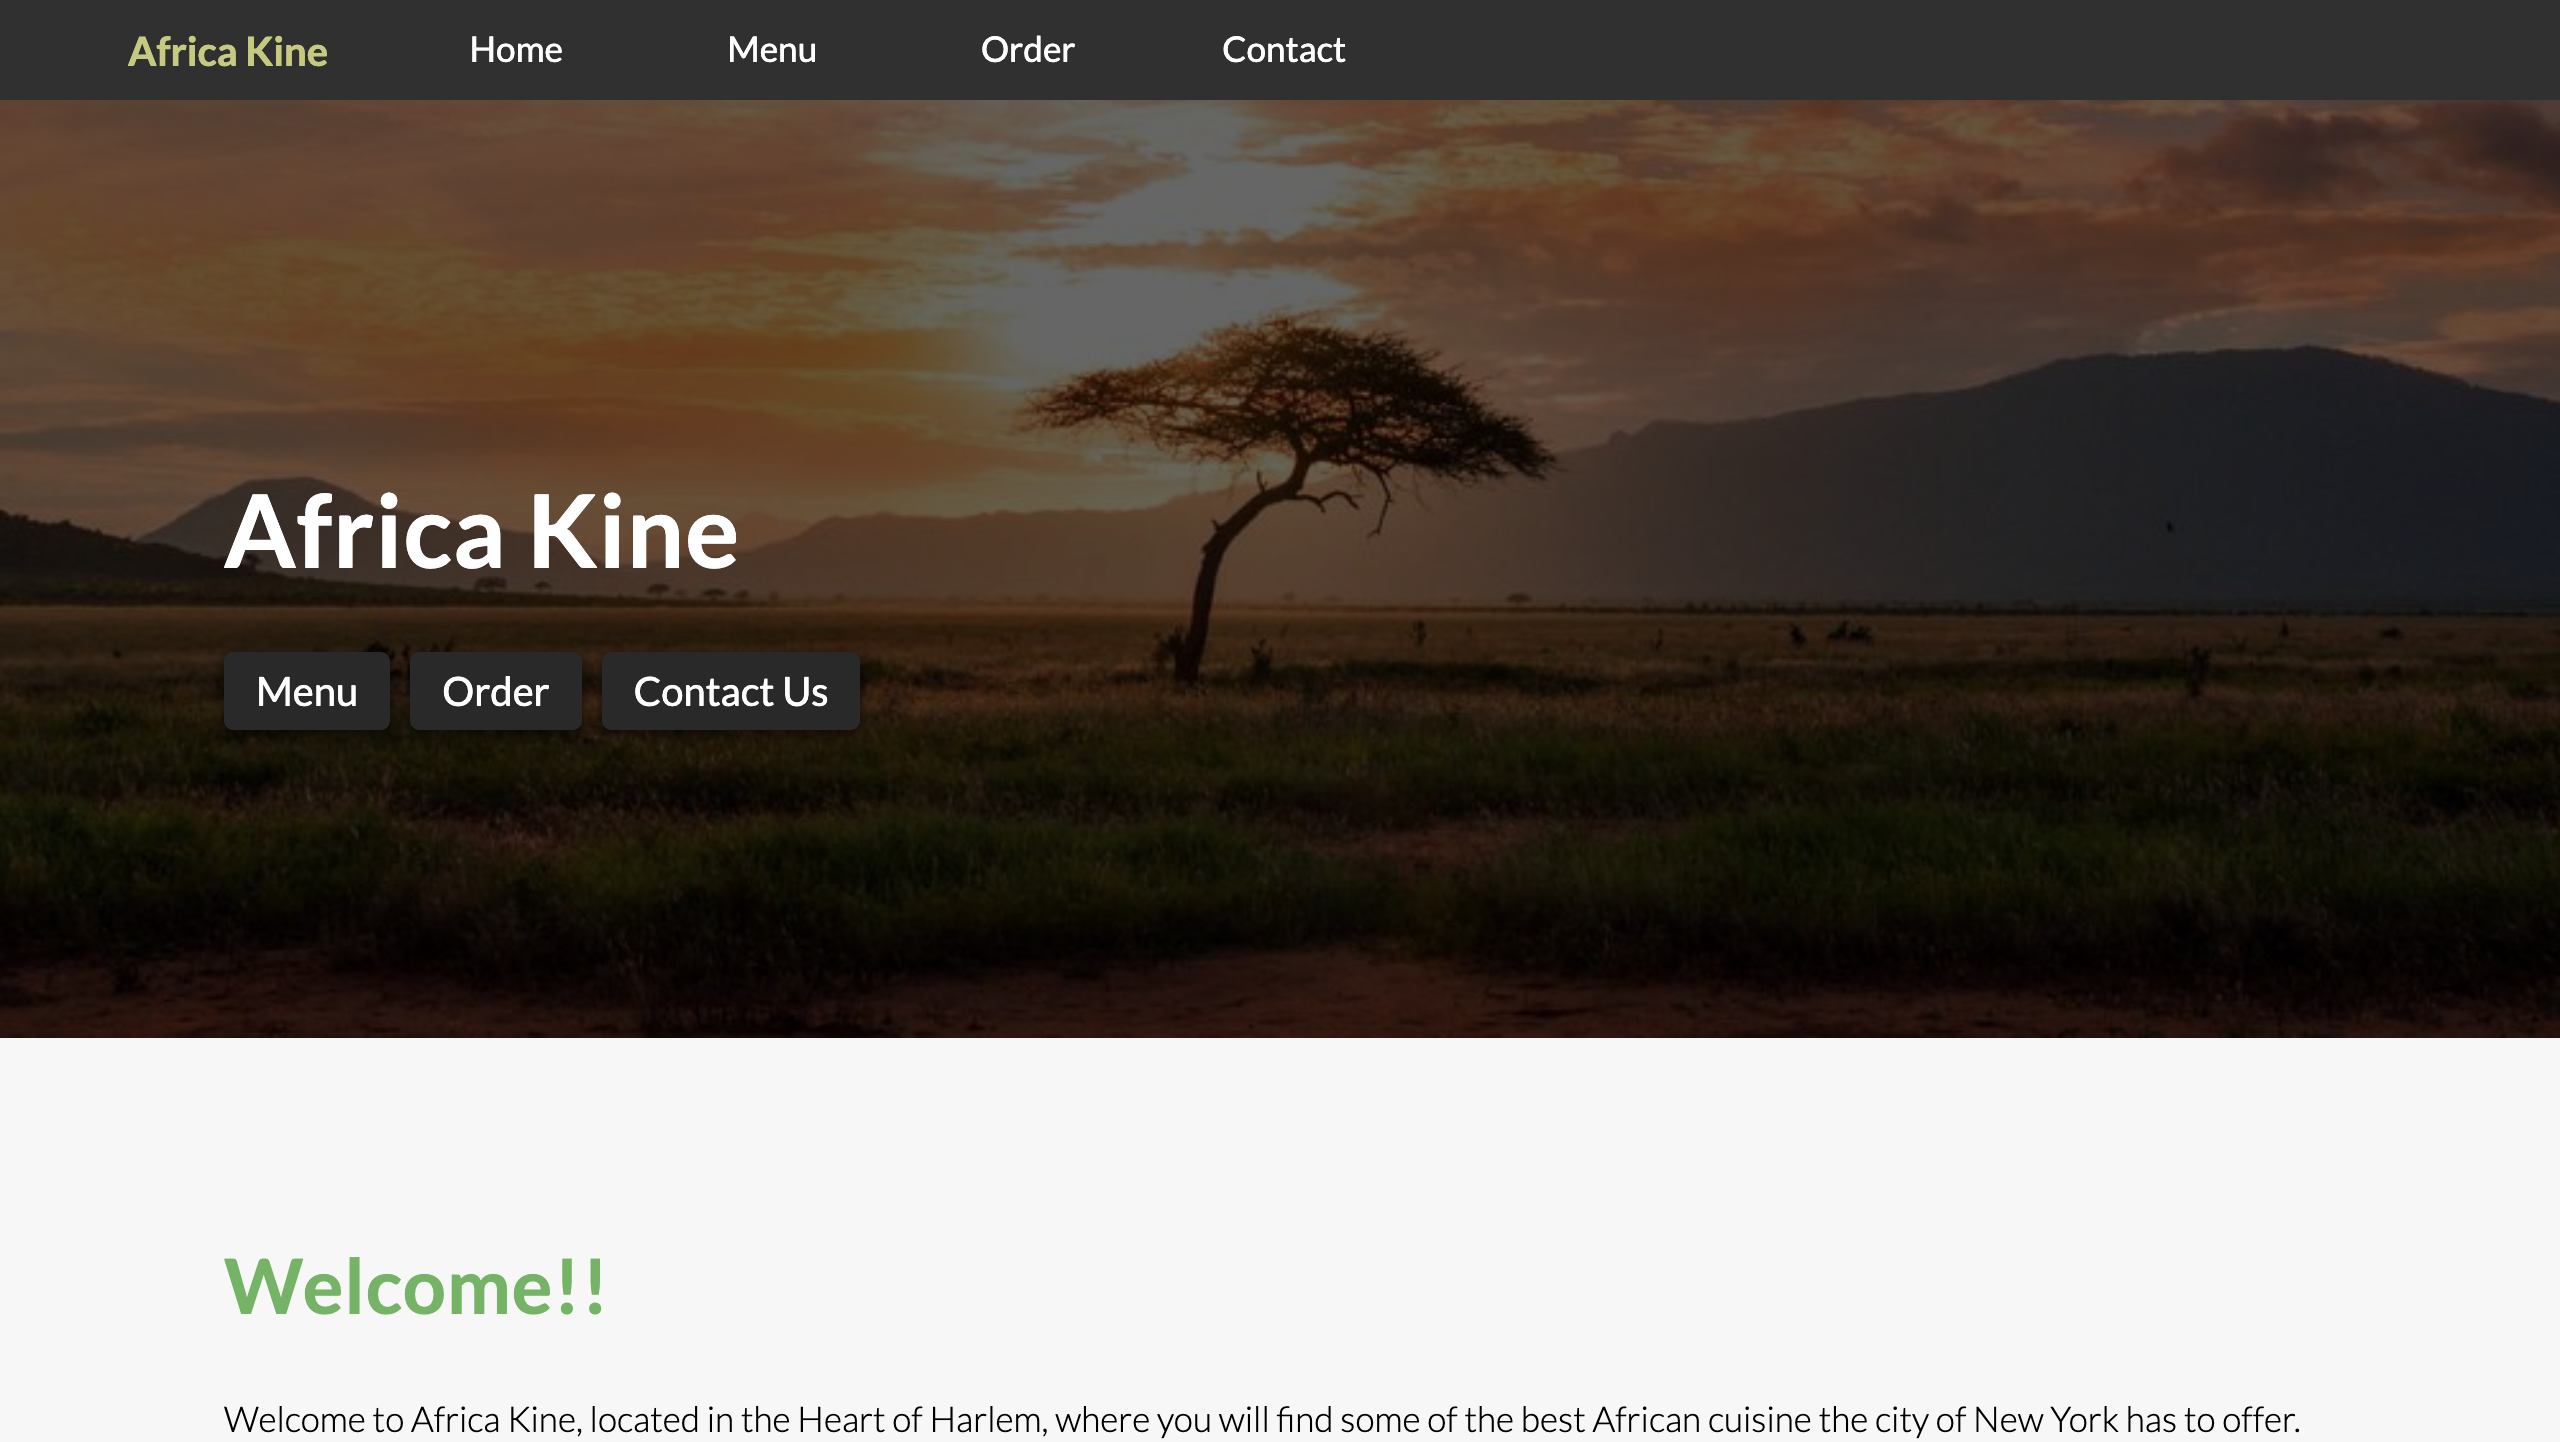 Africa Kine Home Menu Order Contact
Africa Kine
Menu Order Contact Us
Welcome!!
Welcome to Africa Kine, located in the Heart of Harlem, where you will find some of the best African cuisine the city of New York has to offer.